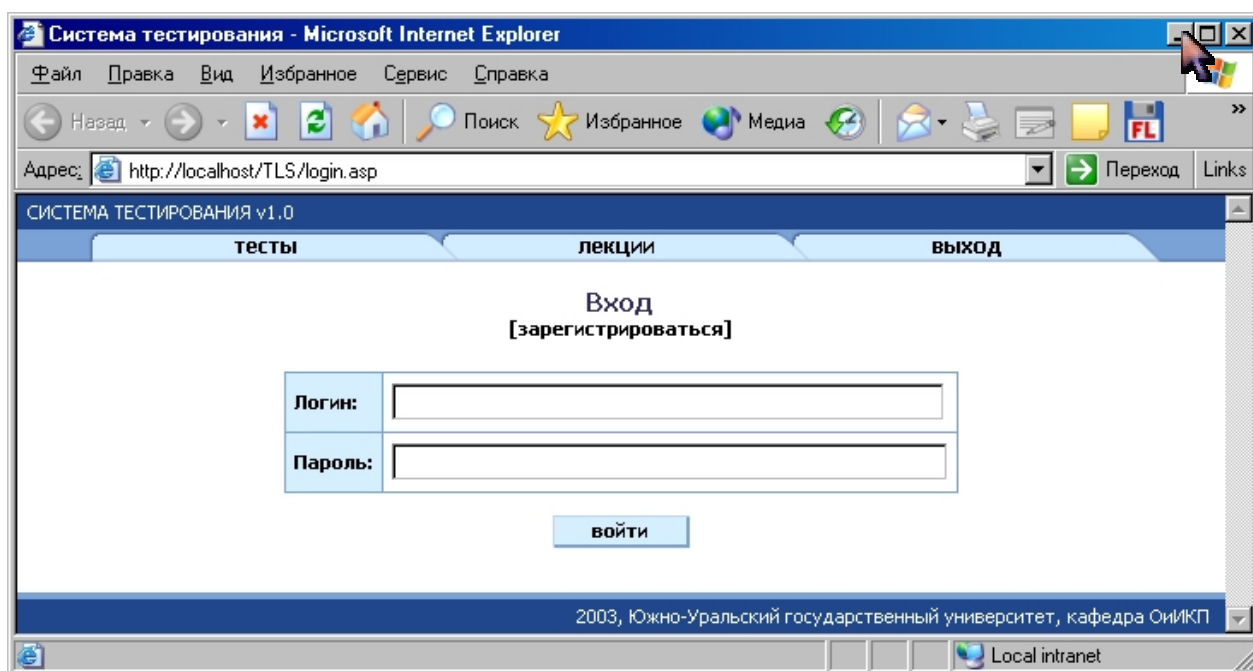 Система тестирования - Microsoft Internet Explorer
Файл Правка Вид Избранное Сервис Справка
Назад Поиск Избранное Медиа FL »
Адрес: http://localhost/TLS/login.asp Переход Links
СИСТЕМА ТЕСТИРОВАНИЯ v1.0
тесты лекции выход
Вход
[зарегистрироваться]
Логин:
Пароль:
войти
2003, Южно-Уральский государственный университет, кафедра ОиИКП
Local intranet